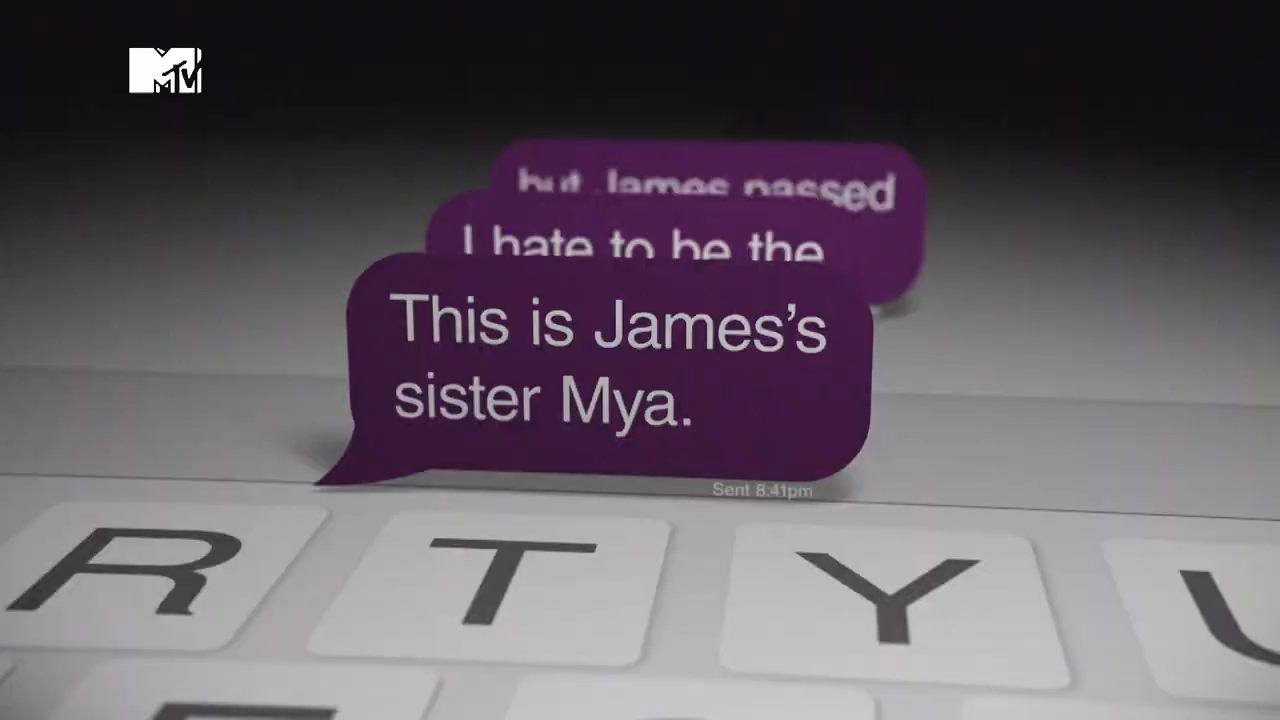 MTV
but James passed
I hate to be the
This is James’s
sister Mya.
Sent 8:41pm
R T Y U